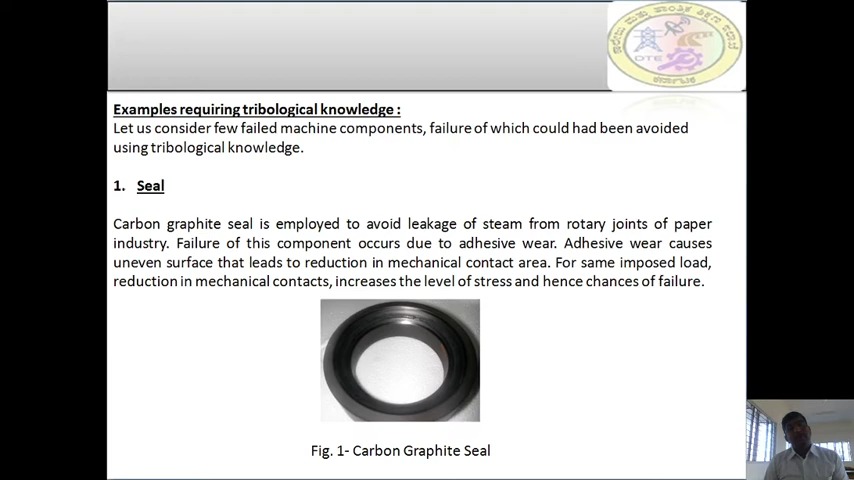 DTE
Examples requiring tribological knowledge :
Let us consider few failed machine components, failure of which could had been avoided
using tribological knowledge.
1. Seal
Carbon graphite seal is employed to avoid leakage of steam from rotary joints of paper
industry. Failure of this component occurs due to adhesive wear. Adhesive wear causes
uneven surface that leads to reduction in mechanical contact area. For same imposed load,
reduction in mechanical contacts, increases the level of stress and hence chances of failure.
Fig. 1- Carbon Graphite Seal